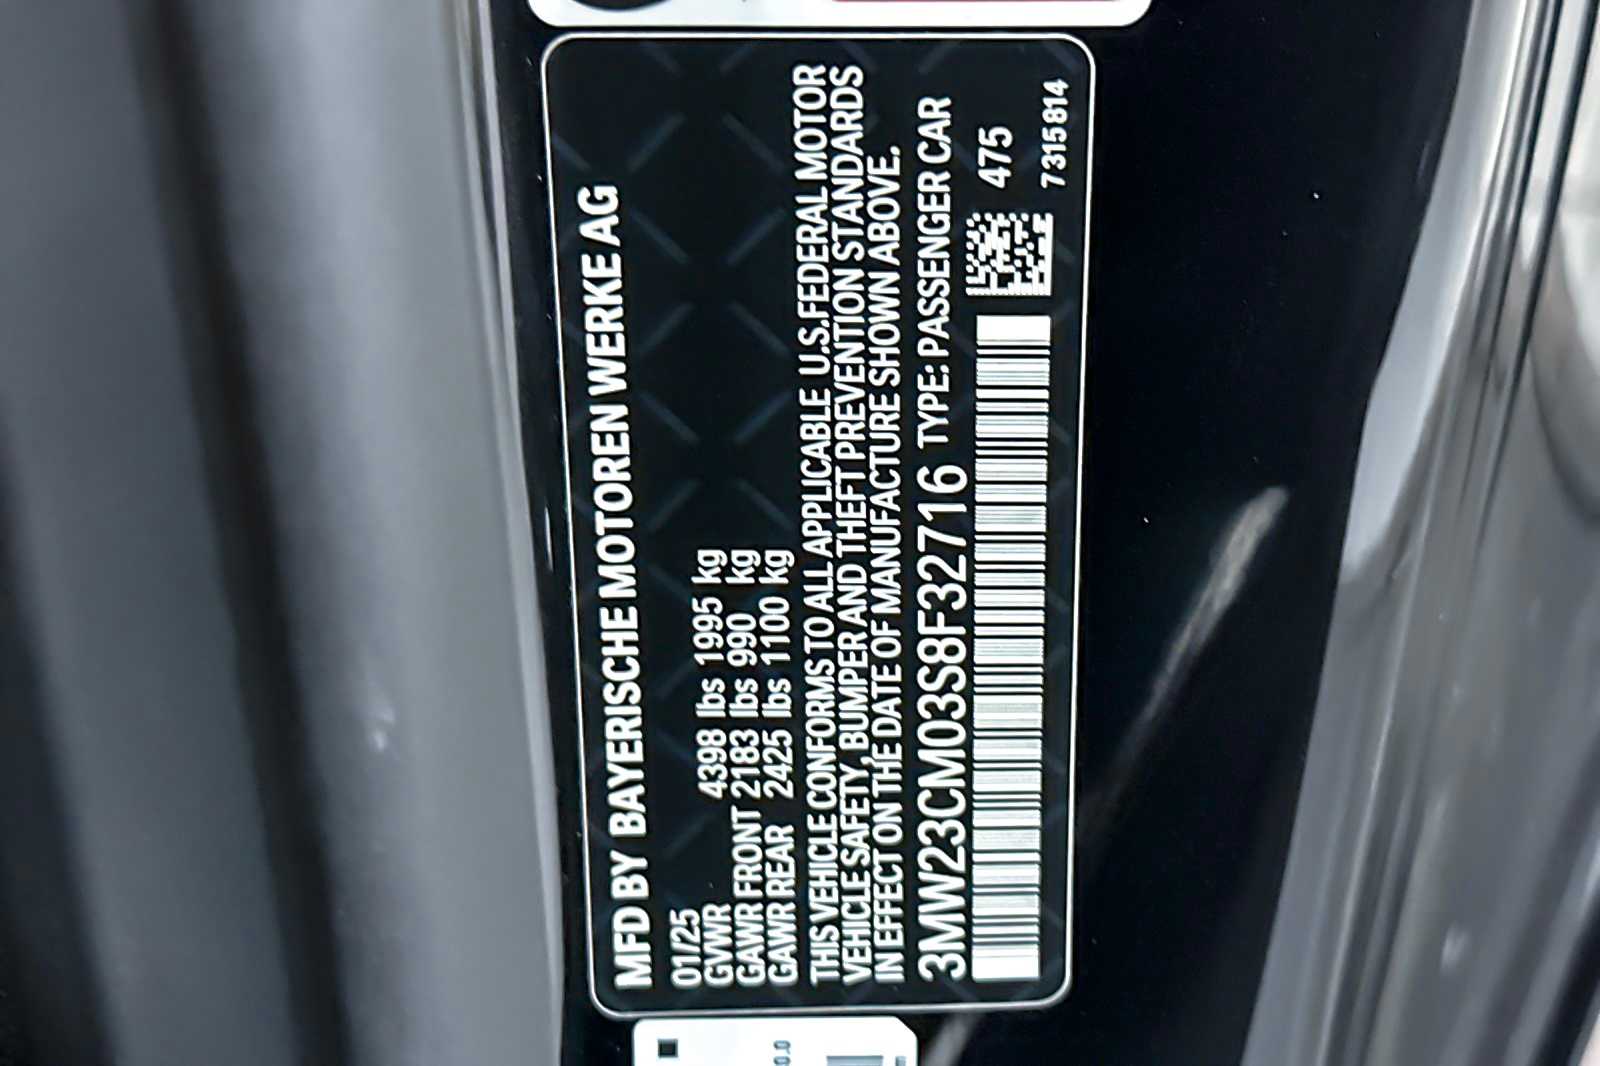 MFD BY BAYERISCHE MOTOREN WERKE AG
01/25
GVWR 4398 lbs 1995 kg
GAWR FRONT 2183 lbs 990 kg
GAWR REAR 2425 lbs 1100 kg
THIS VEHICLE CONFORMS TO ALL APPLICABLE U.S. FEDERAL MOTOR
VEHICLE SAFETY, BUMPER AND THEFT PREVENTION STANDARDS
IN EFFECT ON THE DATE OF MANUFACTURE SHOWN ABOVE.
3MW23CM03S8F32716 TYPE: PASSENGER CAR
475
7315814